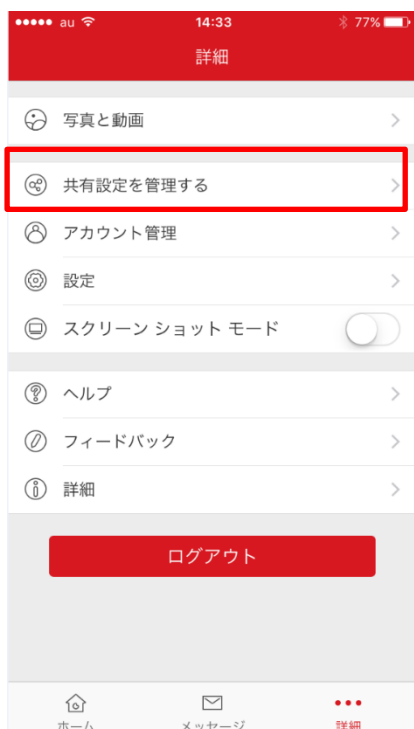 au 14:33 77%
詳細
写真と動画
共有設定を管理する
アカウント管理
設定
スクリーン ショット モード
ヘルプ
フィードバック
詳細
ログアウト
ホーム メッセージ 詳細